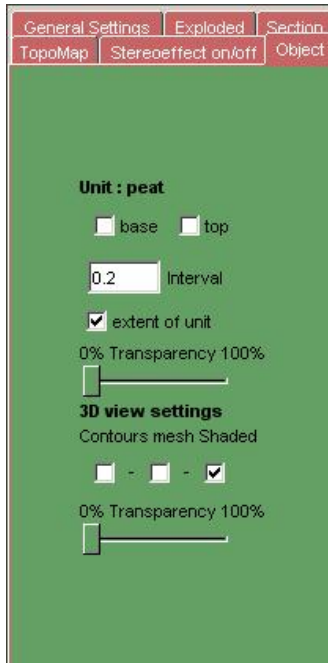 General Settings Exploded Section
TopoMap Stereoeffect on/off Object
Unit : peat
base top
0.2 Interval
extent of unit
0% Transparency 100%
3D view settings
Contours mesh Shaded
- -
0% Transparency 100%